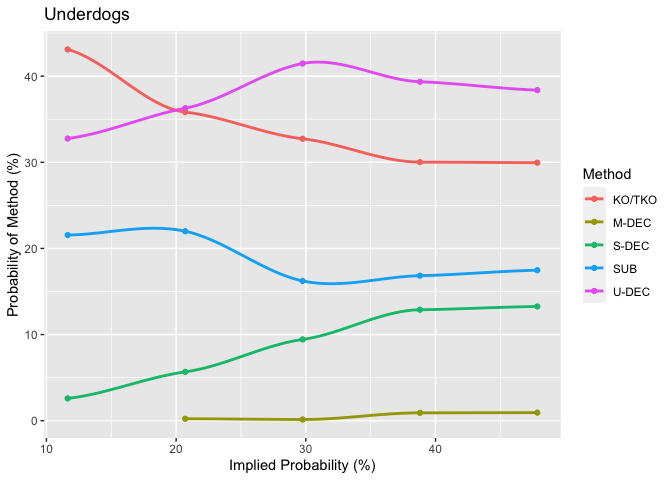 Underdogs
Probability of Method (%)
40
30
20
10
0
10 20 30 40
Implied Probability (%)
Method
KO/TKO
M-DEC
S-DEC
SUB
U-DEC